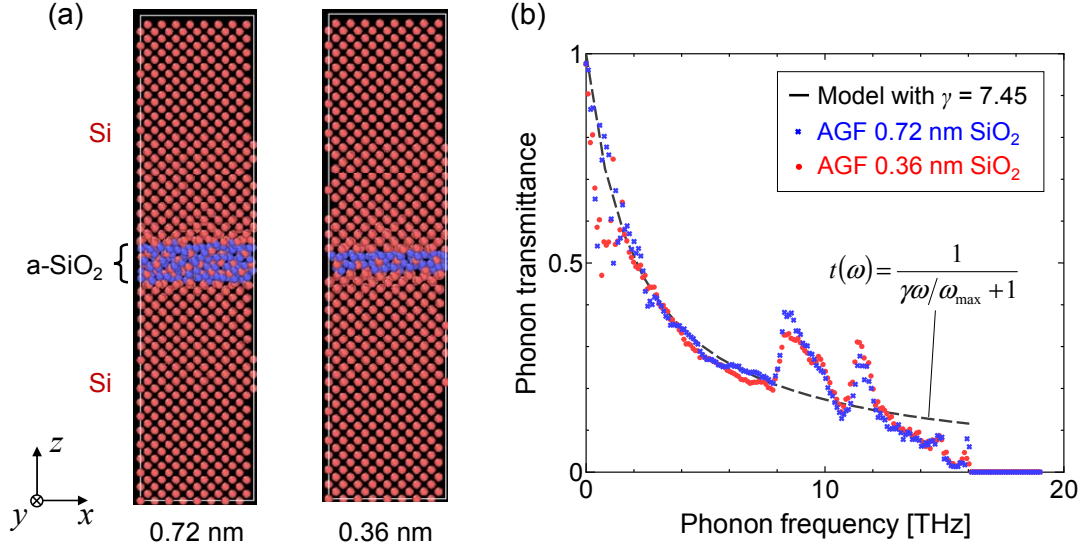 (a)
Si
a-SiO₂
Si
z
y
x
0.72 nm
0.36 nm
(b)
1
0.5
0
0
10
20
Phonon transmittance
Phonon frequency [THz]
Model with γ = 7.45
AGF 0.72 nm SiO₂
AGF 0.36 nm SiO₂
t(ω) = 1 / (γω/ω_max + 1)